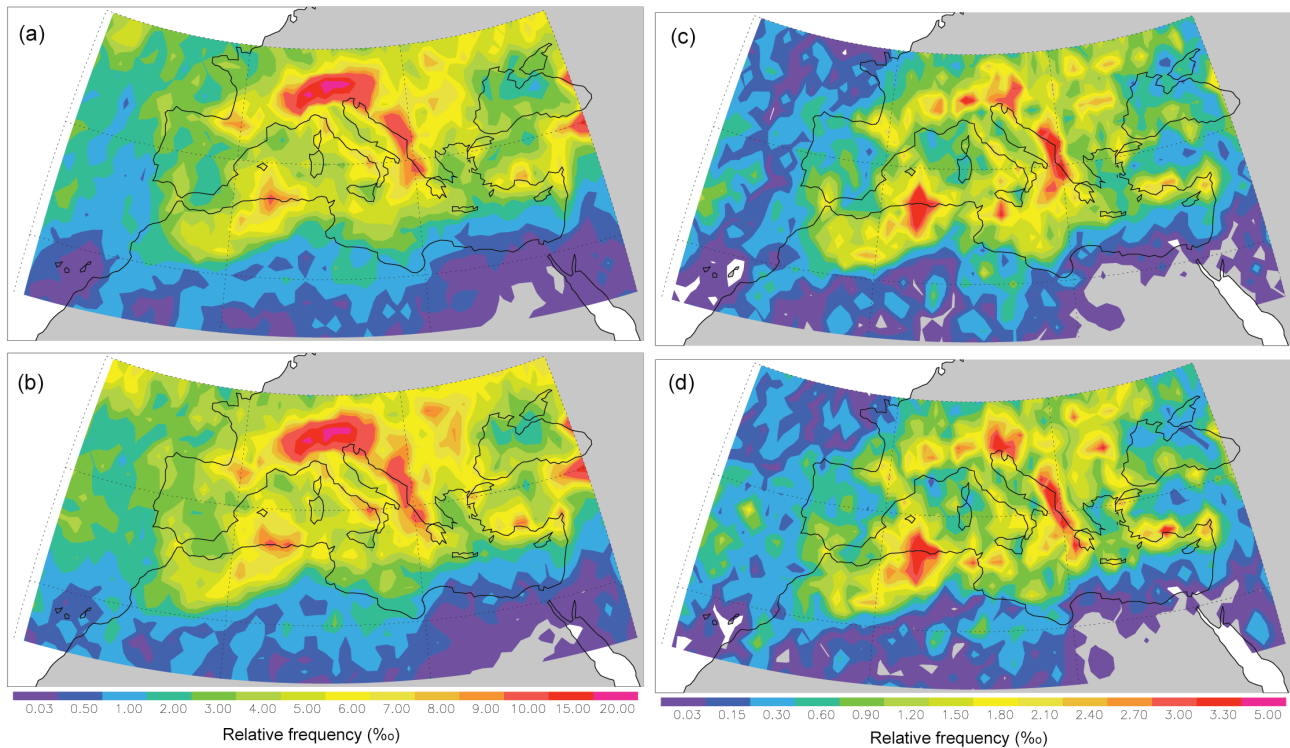 (a)
(c)
(b)
(d)
0.03 0.50 1.00 2.00 3.00 4.00 6.00 7.00 8.00 9.00 10.00 15.00 20.00
0.03 0.15 0.30 0.60 0.90 1.20 1.50 1.80 2.10 2.40 2.70 3.00 3.30 5.00
Relative frequency (‰)
Relative frequency (‰)